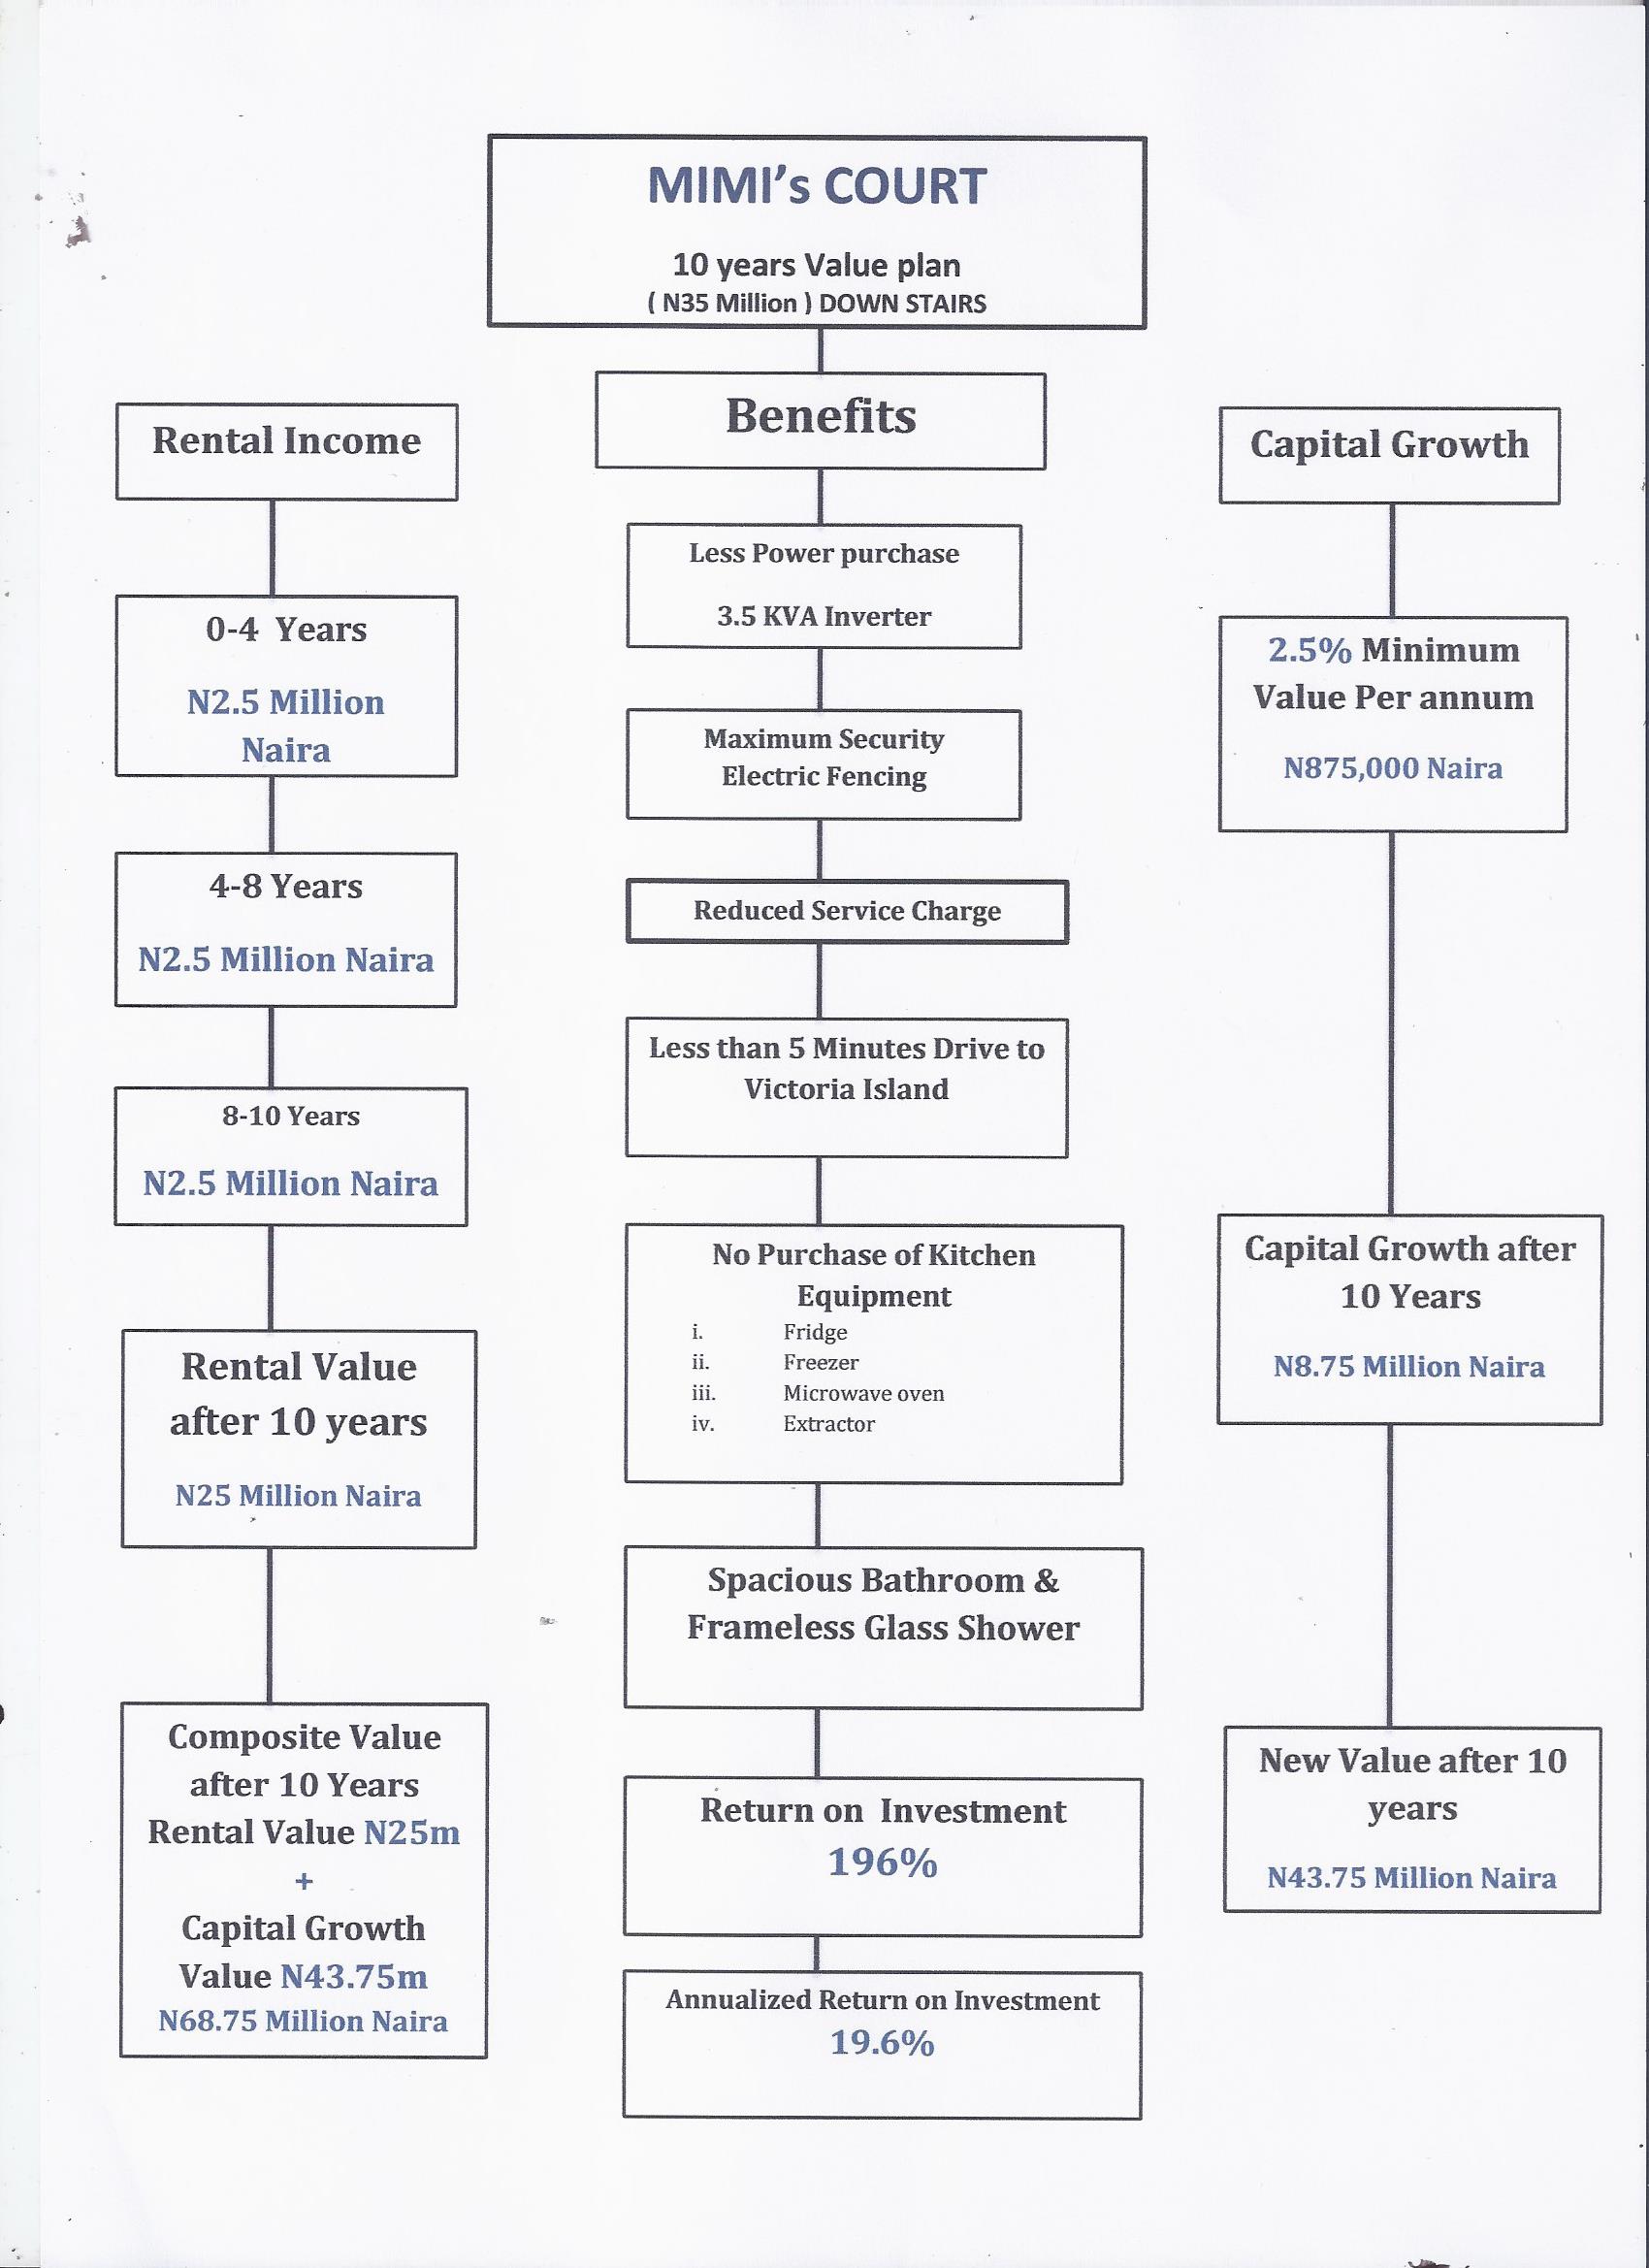 MIMI's COURT
10 years Value plan
( N35 Million ) DOWN STAIRS
Rental Income
0-4 Years
N2.5 Million
Naira
4-8 Years
N2.5 Million Naira
8-10 Years
N2.5 Million Naira
Rental Value
after 10 years
N25 Million Naira
Composite Value
after 10 Years
Rental Value N25m
+
Capital Growth
Value N43.75m
N68.75 Million Naira
Benefits
Less Power purchase
3.5 KVA Inverter
Maximum Security
Electric Fencing
Reduced Service Charge
Less than 5 Minutes Drive to
Victoria Island
No Purchase of Kitchen
Equipment
i. Fridge
ii. Freezer
iii. Microwave oven
iv. Extractor
Spacious Bathroom &
Frameless Glass Shower
Return on Investment
196%
Annualized Return on Investment
19.6%
Capital Growth
2.5% Minimum
Value Per annum
N875,000 Naira
Capital Growth after
10 Years
N8.75 Million Naira
New Value after 10
years
N43.75 Million Naira